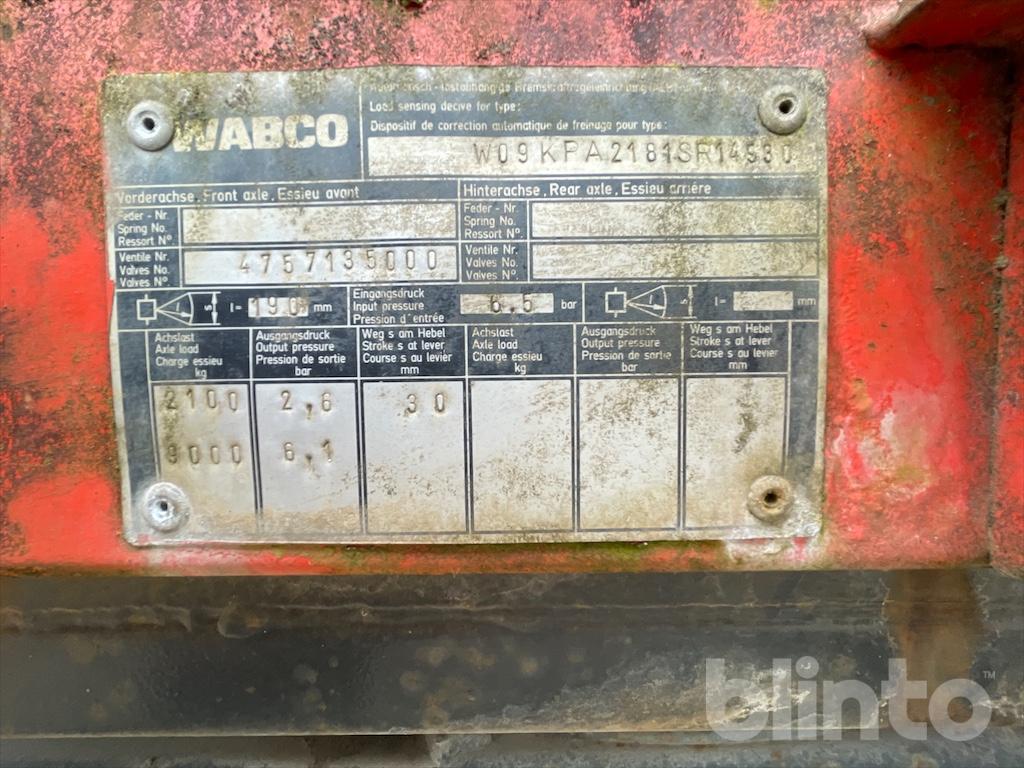 WABCO
Load sensing decive for type:
Dispositif de correction automatique de freinage pour type:
W09KPA2181SR14530
Vorderachse, Front axle, Essieu avant
Hinterachse, Rear axle, Essieu arrière
Feder - Nr.
Spring No.
Ressort N°.
Feder - Nr.
Spring No.
Ressort N°.
Ventile Nr.
Valves No.
Valves N°.
4757135000
Ventile Nr.
Valves No.
Valves N°.
s l = 190 mm
Eingangsdruck
Input pressure
Pression d'entrée
6.5 bar
s l = mm
Achslast
Axle load
Charge essieu
kg
Ausgangsdruck
Output pressure
Pression de sortie
bar
Weg s am Hebel
Stroke s at lever
Course s au levier
mm
Achslast
Axle load
Charge essieu
kg
Ausgangsdruck
Output pressure
Pression de sortie
bar
Weg s am Hebel
Stroke s at lever
Course s au levier
mm
2100 2,6 30
9000 6,1
blinto™